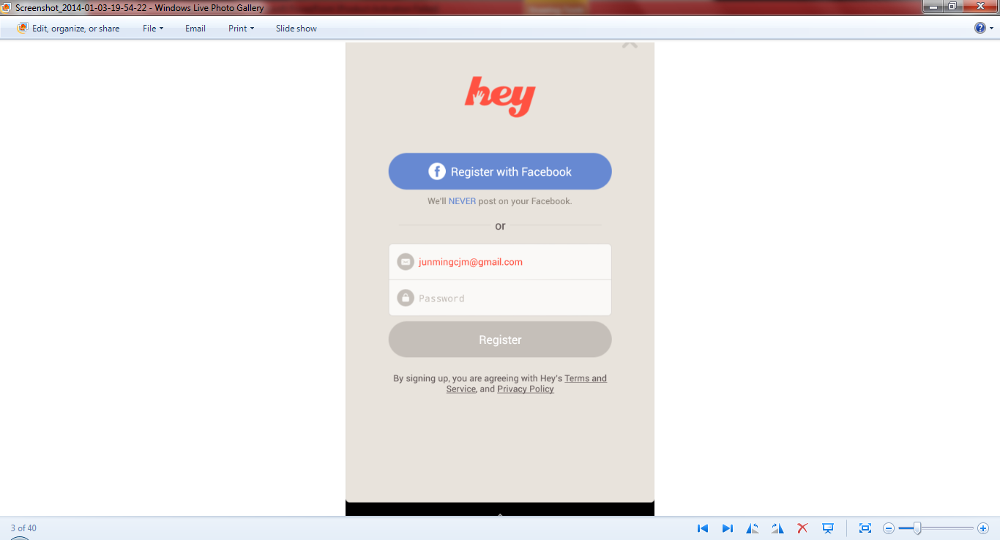 Screenshot_2014-01-03-19-54-22 - Windows Live Photo Gallery
Edit, organize, or share File Email Print Slide show
hey
Register with Facebook
We'll NEVER post on your Facebook.
or
junmingcjm@gmail.com
Password
Register
By signing up, you are agreeing with Hey's Terms and
Service, and Privacy Policy
3 of 40